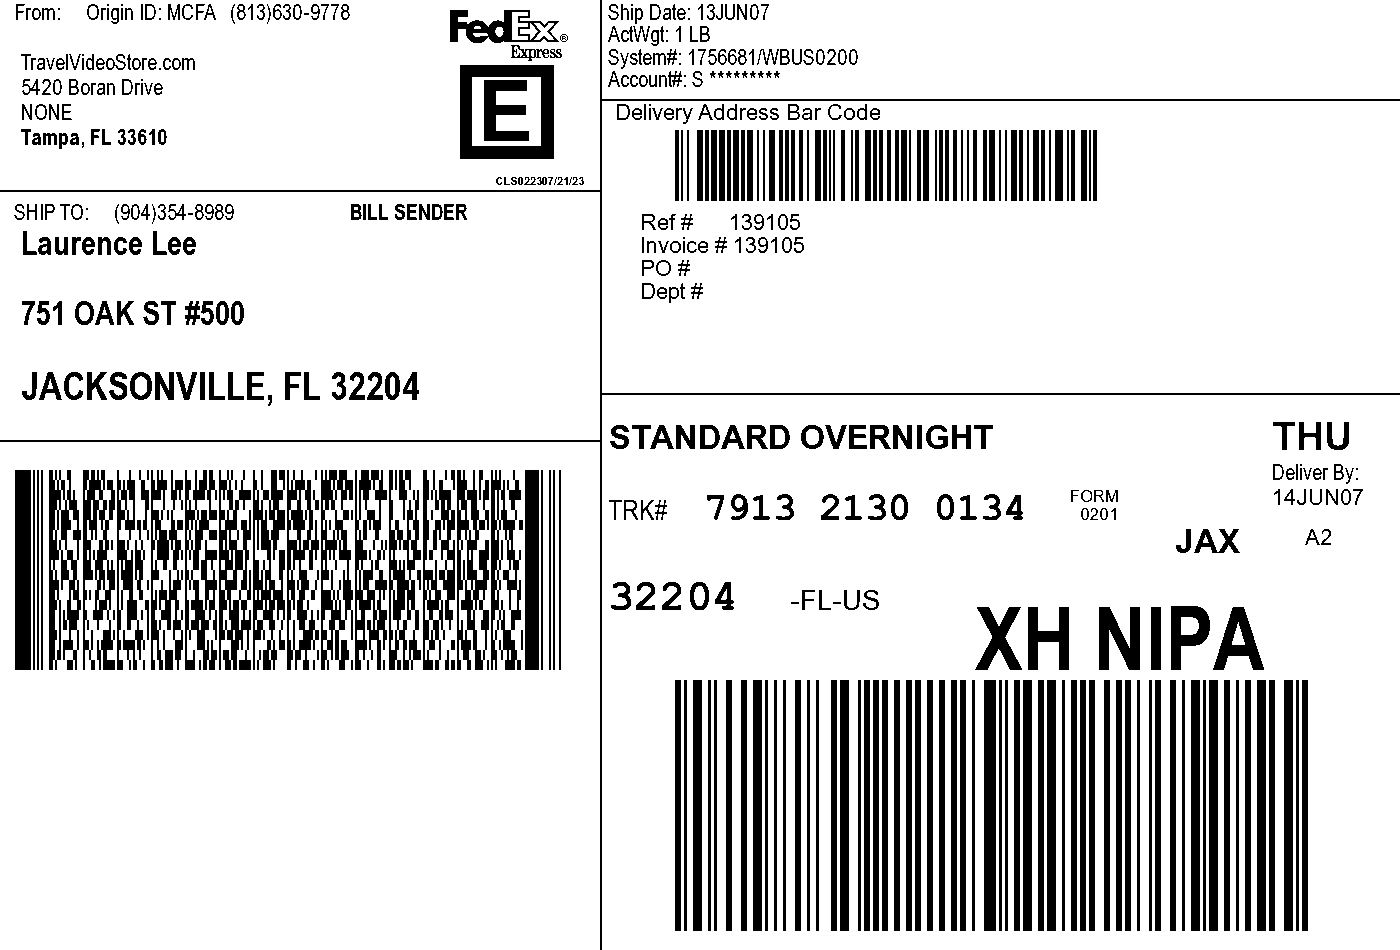 From: Origin ID: MCFA (813)630-9778
FedEx®
Express
TravelVideoStore.com
5420 Boran Drive
NONE
Tampa, FL 33610
E
CLS022307/21/23
SHIP TO: (904)354-8989 BILL SENDER
Laurence Lee
751 OAK ST #500
JACKSONVILLE, FL 32204
Ship Date: 13JUN07
ActWgt: 1 LB
System#: 1756681/WBUS0200
Account#: S *********
Delivery Address Bar Code
Ref # 139105
Invoice # 139105
PO #
Dept #
STANDARD OVERNIGHT
THU
Deliver By:
14JUN07
TRK# 7913 2130 0134
FORM
0201
JAX A2
32204 -FL-US
XH NIPA